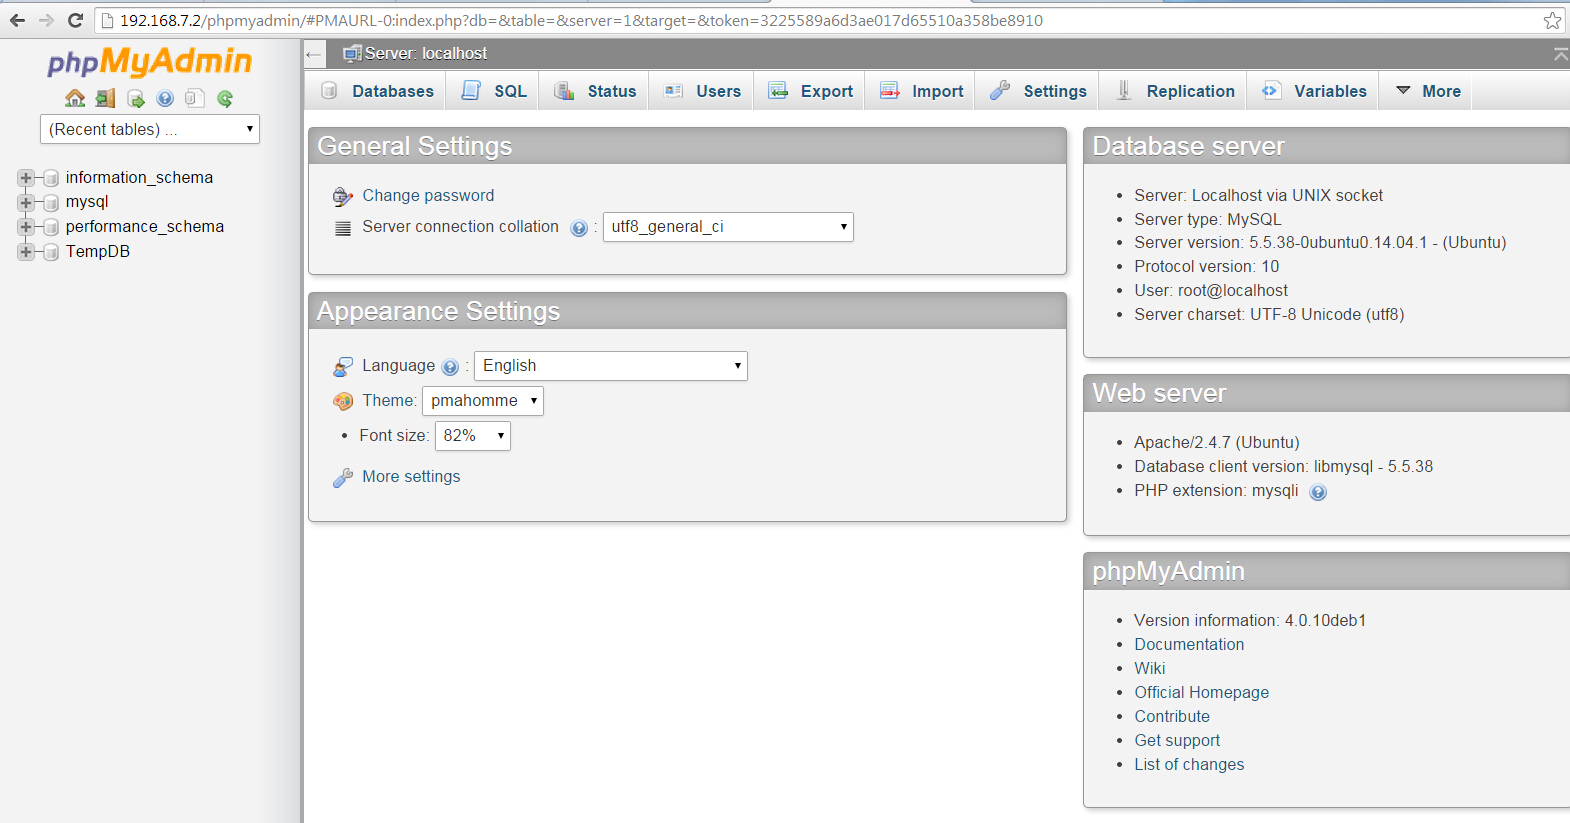 192.168.7.2/phpmyadmin/#PMAURL-0:index.php?db=&table=&server=1&target=&token=3225589a6d3ae017d65510a358be8910
phpMyAdmin
(Recent tables) ...
information_schema
mysql
performance_schema
TempDB
Server: localhost
Databases SQL Status Users Export Import Settings Replication Variables More
General Settings
Change password
Server connection collation : utf8_general_ci
Appearance Settings
Language : English
Theme: pmahomme
• Font size: 82%
More settings
Database server
• Server: Localhost via UNIX socket
• Server type: MySQL
• Server version: 5.5.38-0ubuntu0.14.04.1 - (Ubuntu)
• Protocol version: 10
• User: root@localhost
• Server charset: UTF-8 Unicode (utf8)
Web server
• Apache/2.4.7 (Ubuntu)
• Database client version: libmysql - 5.5.38
• PHP extension: mysqli
phpMyAdmin
• Version information: 4.0.10deb1
• Documentation
• Wiki
• Official Homepage
• Contribute
• Get support
• List of changes